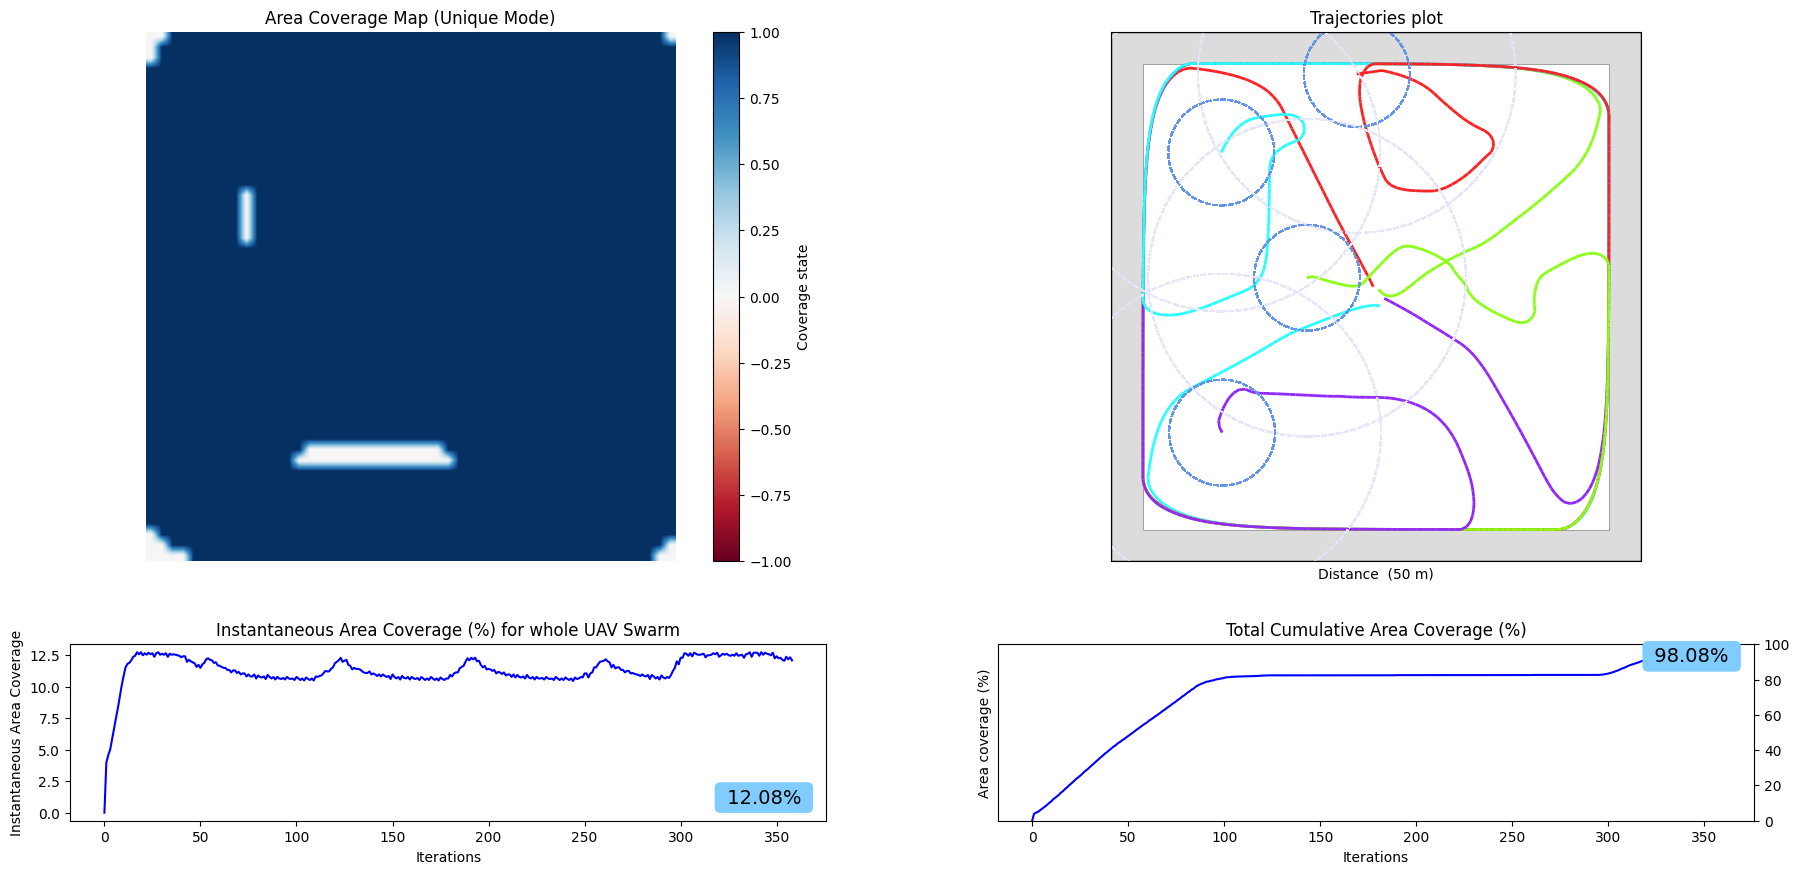 Area Coverage Map (Unique Mode)
1.00
0.75
0.50
0.25
0.00
−0.25
−0.50
−0.75
−1.00
Coverage state
Trajectories plot
Distance  (50 m)
Instantaneous Area Coverage (%) for whole UAV Swarm
Instantaneous Area Coverage
12.5
10.0
7.5
5.0
2.5
0.0
12.08%
0 50 100 150 200 250 300 350
Iterations
Total Cumulative Area Coverage (%)
Area coverage (%)
98.08%
100
80
60
40
20
0
0 50 100 150 200 250 300 350
Iterations